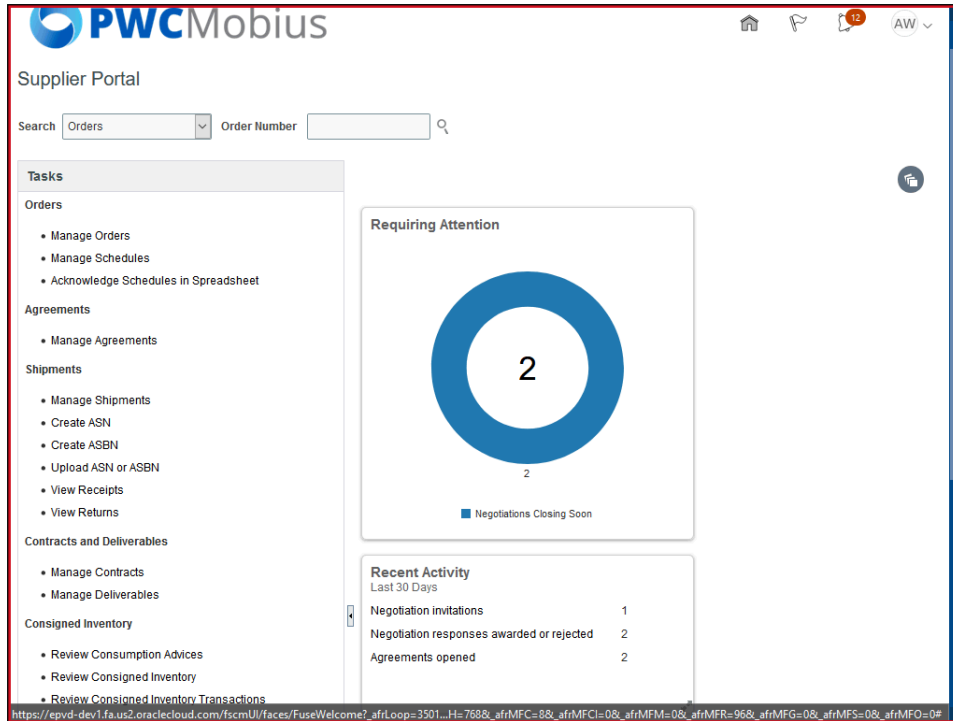 PWCMobius
12
AW
Supplier Portal
Search Orders Order Number
Tasks
Orders
Manage Orders
Manage Schedules
Acknowledge Schedules in Spreadsheet
Agreements
Manage Agreements
Shipments
Manage Shipments
Create ASN
Create ASBN
Upload ASN or ASBN
View Receipts
View Returns
Contracts and Deliverables
Manage Contracts
Manage Deliverables
Consigned Inventory
Review Consumption Advices
Review Consigned Inventory
Review Consigned Inventory Transactions
Requiring Attention
2
2
Negotiations Closing Soon
Recent Activity
Last 30 Days
Negotiation invitations 1
Negotiation responses awarded or rejected 2
Agreements opened 2
https://epvd-dev1.fa.us2.oraclecloud.com/fscmUI/faces/FuseWelcome?_afrLoop=3501...H=768&_afrMFC=8&_afrMFCI=0&_afrMFM=0&_afrMFR=96&_afrMFG=0&_afrMFS=0&_afrMFO=0#